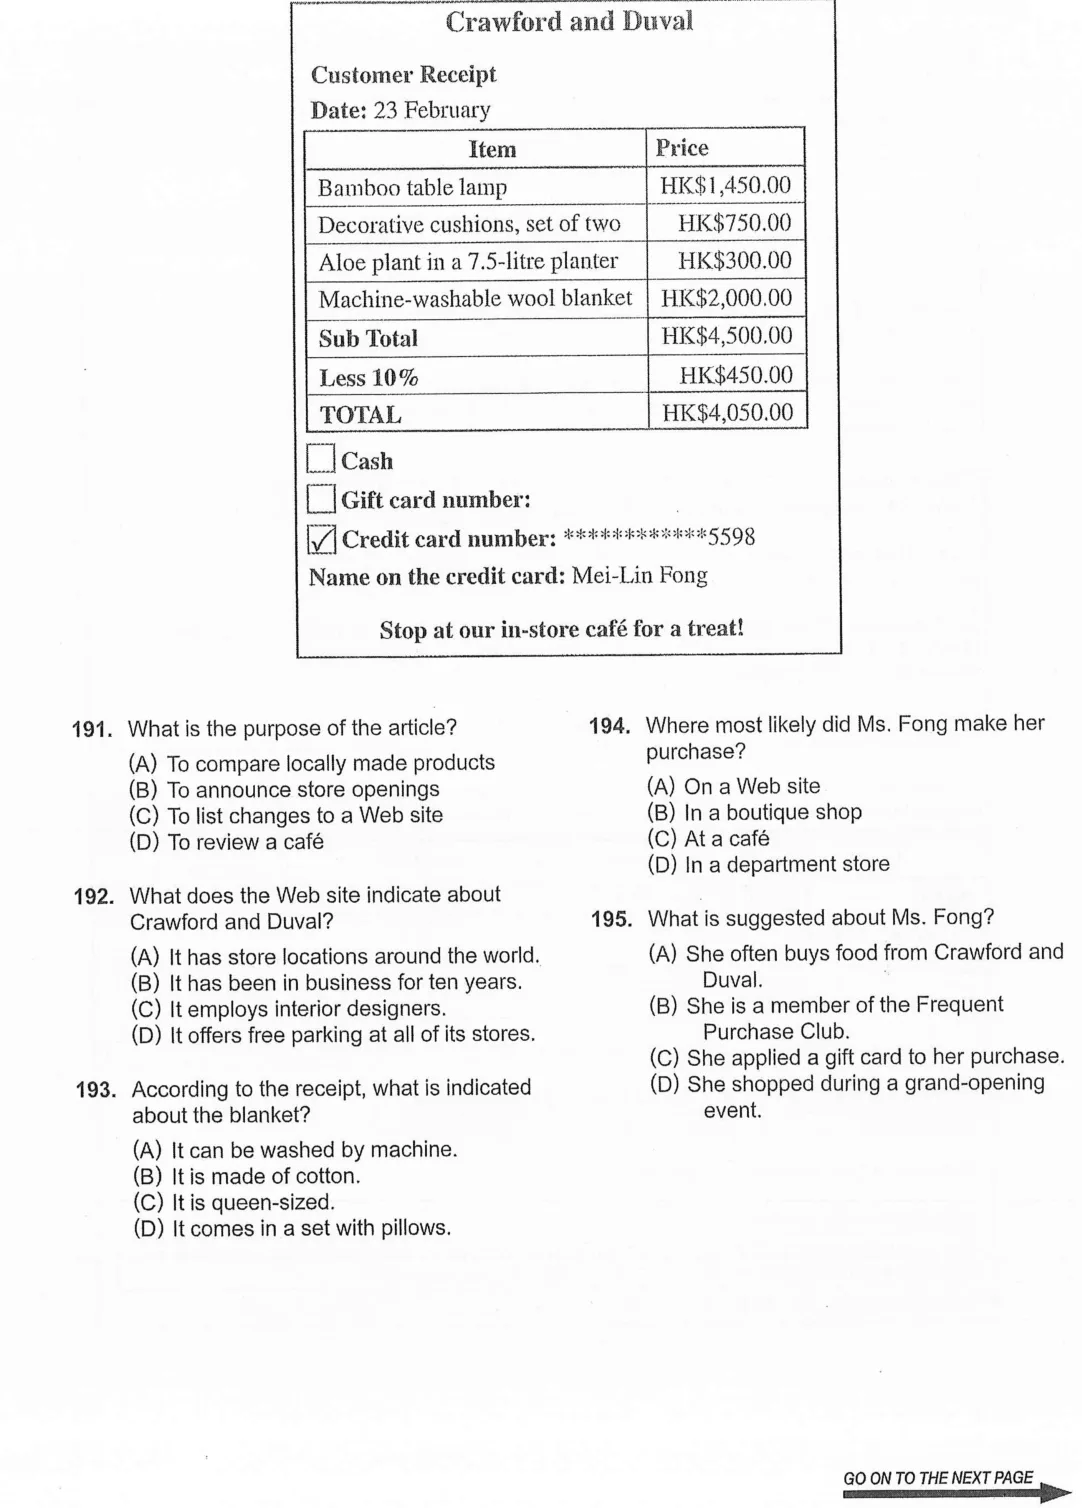 Crawford and Duval
Customer Receipt
Date: 23 February
Item Price
Bamboo table lamp HK$1,450.00
Decorative cushions, set of two HK$750.00
Aloe plant in a 7.5-litre planter HK$300.00
Machine-washable wool blanket HK$2,000.00
Sub Total HK$4,500.00
Less 10% HK$450.00
TOTAL HK$4,050.00
Cash
Gift card number:
Credit card number: ************5598
Name on the credit card: Mei-Lin Fong
Stop at our in-store café for a treat!
191. What is the purpose of the article?
(A) To compare locally made products
(B) To announce store openings
(C) To list changes to a Web site
(D) To review a café
192. What does the Web site indicate about
Crawford and Duval?
(A) It has store locations around the world.
(B) It has been in business for ten years.
(C) It employs interior designers.
(D) It offers free parking at all of its stores.
193. According to the receipt, what is indicated
about the blanket?
(A) It can be washed by machine.
(B) It is made of cotton.
(C) It is queen-sized.
(D) It comes in a set with pillows.
194. Where most likely did Ms. Fong make her
purchase?
(A) On a Web site
(B) In a boutique shop
(C) At a café
(D) In a department store
195. What is suggested about Ms. Fong?
(A) She often buys food from Crawford and
Duval.
(B) She is a member of the Frequent
Purchase Club.
(C) She applied a gift card to her purchase.
(D) She shopped during a grand-opening
event.
GO ON TO THE NEXT PAGE